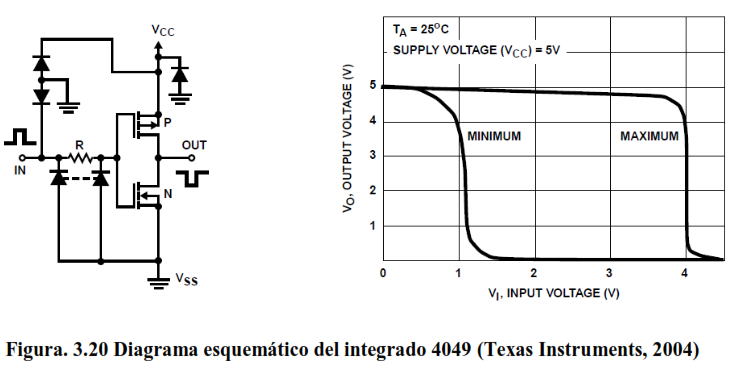 VCC
P
R
OUT
IN
N
VSS
TA = 25ºC
SUPPLY VOLTAGE (VCC) = 5V
VO, OUTPUT VOLTAGE (V)
5
4
3
2
1
MINIMUM
MAXIMUM
0 1 2 3 4
VI, INPUT VOLTAGE (V)
Figura. 3.20 Diagrama esquemático del integrado 4049 (Texas Instruments, 2004)